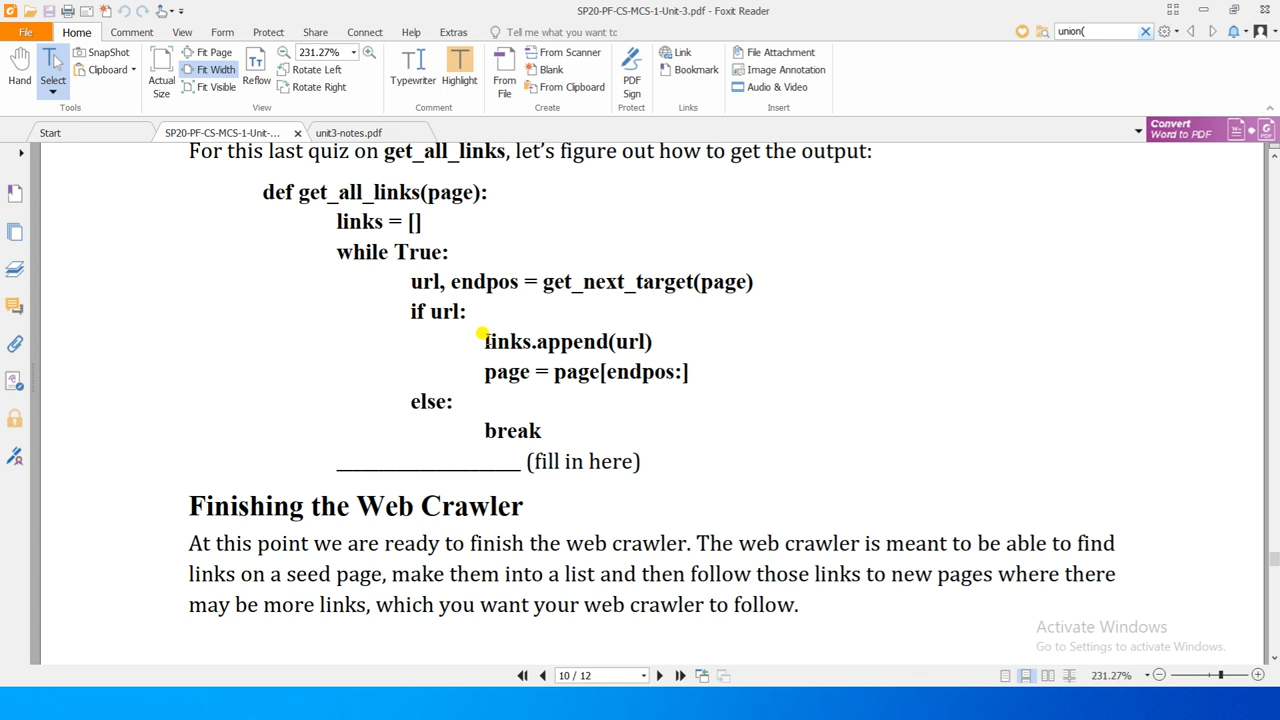 SP20-PF-CS-MCS-1-Unit-3.pdf - Foxit Reader
File Home Comment View Form Protect Share Connect Help Extras Tell me what you want tc union(
Hand
Select
SnapShot
Clipboard
Tools
Actual Size
Fit Page
Fit Width
Fit Visible
Reflow
231.27%
Rotate Left
Rotate Right
View
Typewriter
Highlight
Comment
From File
From Scanner
Blank
From Clipboard
Create
PDF Sign
Protect
Link
Bookmark
Links
File Attachment
Image Annotation
Audio & Video
Insert
Start SP20-PF-CS-MCS-1-Unit-... unit3-notes.pdf
Convert
Word to PDF
For this last quiz on get_all_links, let’s figure out how to get the output:
def get_all_links(page):
links = []
while True:
url, endpos = get_next_target(page)
if url:
links.append(url)
page = page[endpos:]
else:
break
______________________ (fill in here)
Finishing the Web Crawler
At this point we are ready to finish the web crawler. The web crawler is meant to be able to find
links on a seed page, make them into a list and then follow those links to new pages where there
may be more links, which you want your web crawler to follow.
Activate Windows
Go to Settings to activate Windows.
10 / 12
231.27%